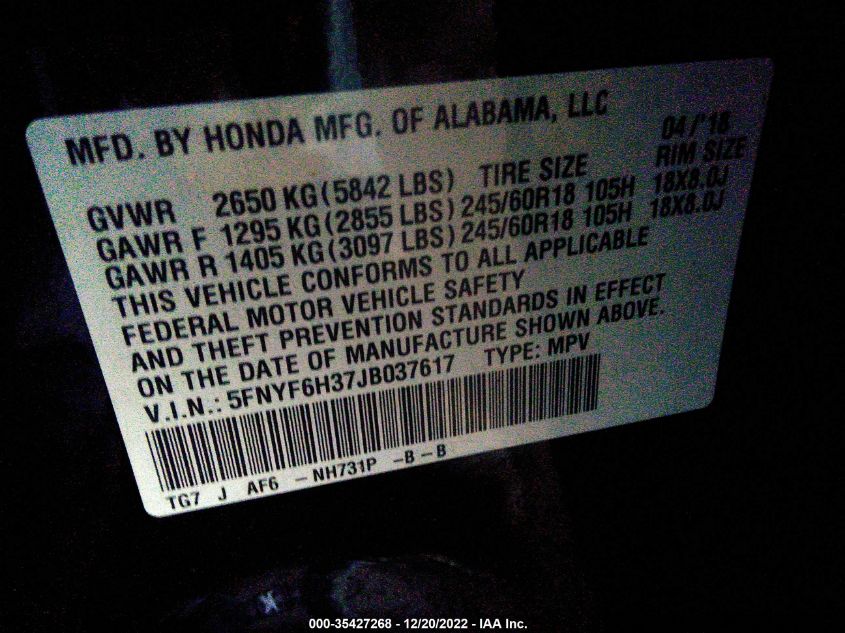 MFD. BY HONDA MFG. OF ALABAMA, LLC 04/'18
GVWR 2650 KG (5842 LBS) TIRE SIZE RIM SIZE
GAWR F 1295 KG (2855 LBS) 245/60R18 105H 18X8.0J
GAWR R 1405 KG (3097 LBS) 245/60R18 105H 18X8.0J
THIS VEHICLE CONFORMS TO ALL APPLICABLE
FEDERAL MOTOR VEHICLE SAFETY
AND THEFT PREVENTION STANDARDS IN EFFECT
ON THE DATE OF MANUFACTURE SHOWN ABOVE.
V.I.N.: 5FNYF6H37JB037617 TYPE: MPV
TG7 J AF6 - NH731P -B - B
000-35427268 - 12/20/2022 - IAA Inc.